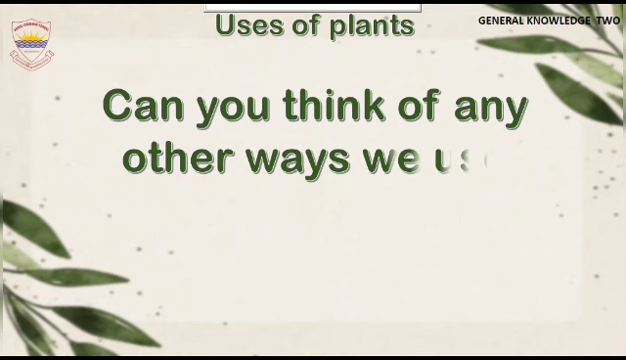 Uses of plants
GENERAL KNOWLEDGE TWO
Can you think of any
other ways we